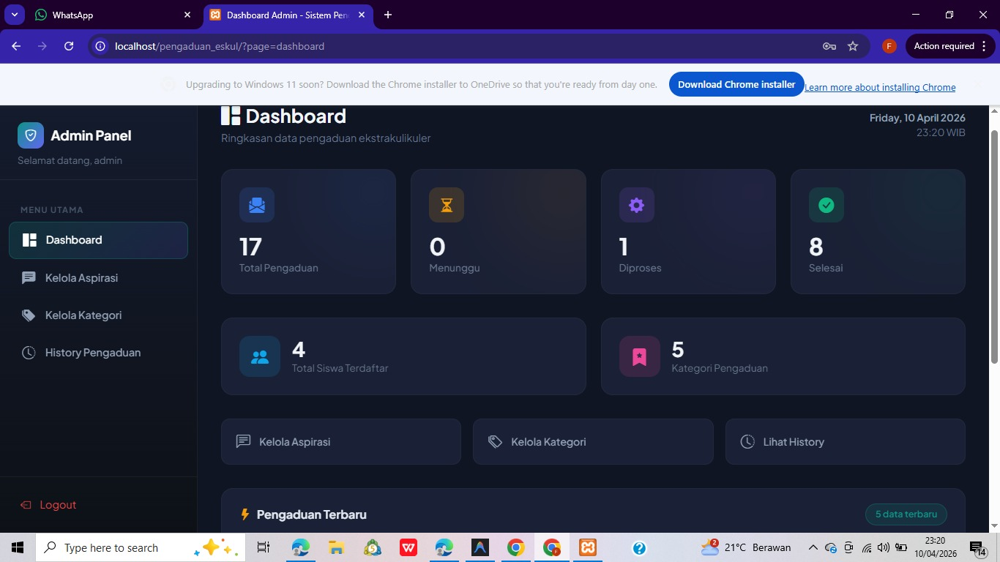 WhatsApp
Dashboard Admin - Sistem Pen
localhost/pengaduan_eskul/?page=dashboard
F
Action required
Upgrading to Windows 11 soon? Download the Chrome installer to OneDrive so that you're ready from day one.
Download Chrome installer
Learn more about installing Chrome
Admin Panel
Selamat datang, admin
MENU UTAMA
Dashboard
Kelola Aspirasi
Kelola Kategori
History Pengaduan
Logout
Dashboard
Ringkasan data pengaduan ekstrakulikuler
Friday, 10 April 2026
23:20 WIB
17
Total Pengaduan
0
Menunggu
1
Diproses
8
Selesai
4
Total Siswa Terdaftar
5
Kategori Pengaduan
Kelola Aspirasi
Kelola Kategori
Lihat History
Pengaduan Terbaru
5 data terbaru
Type here to search
2
21°C Berawan
23:20
10/04/2026
14